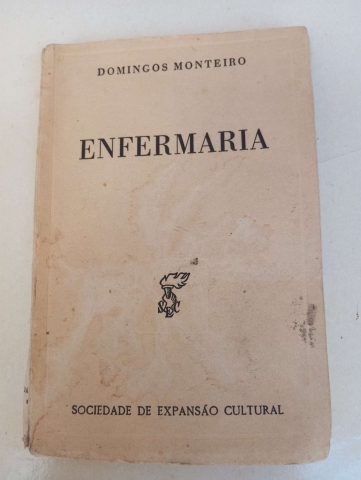 DOMINGOS MONTEIRO
ENFERMARIA
SOCIEDADE DE EXPANSÃO CULTURAL